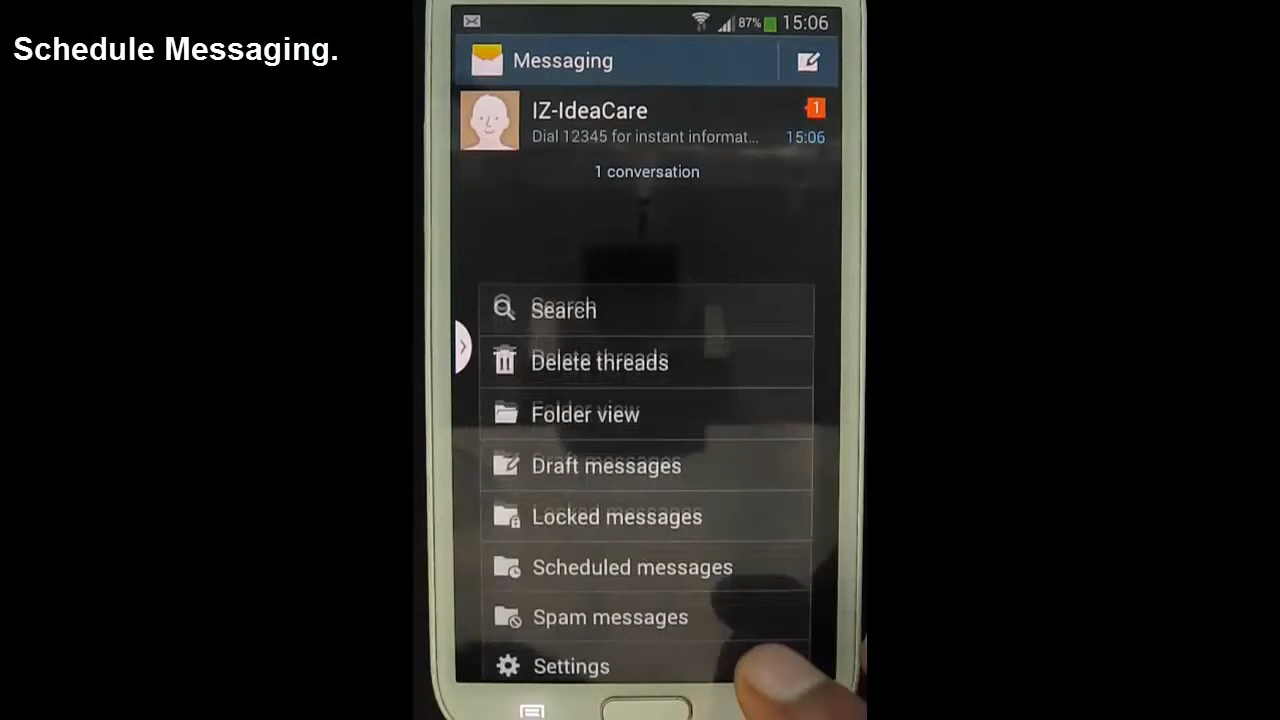 Schedule Messaging.
87% 15:06
Messaging
IZ-IdeaCare 1
Dial 12345 for instant informat... 15:06
1 conversation
Search
Delete threads
Folder view
Draft messages
Locked messages
Scheduled messages
Spam messages
Settings